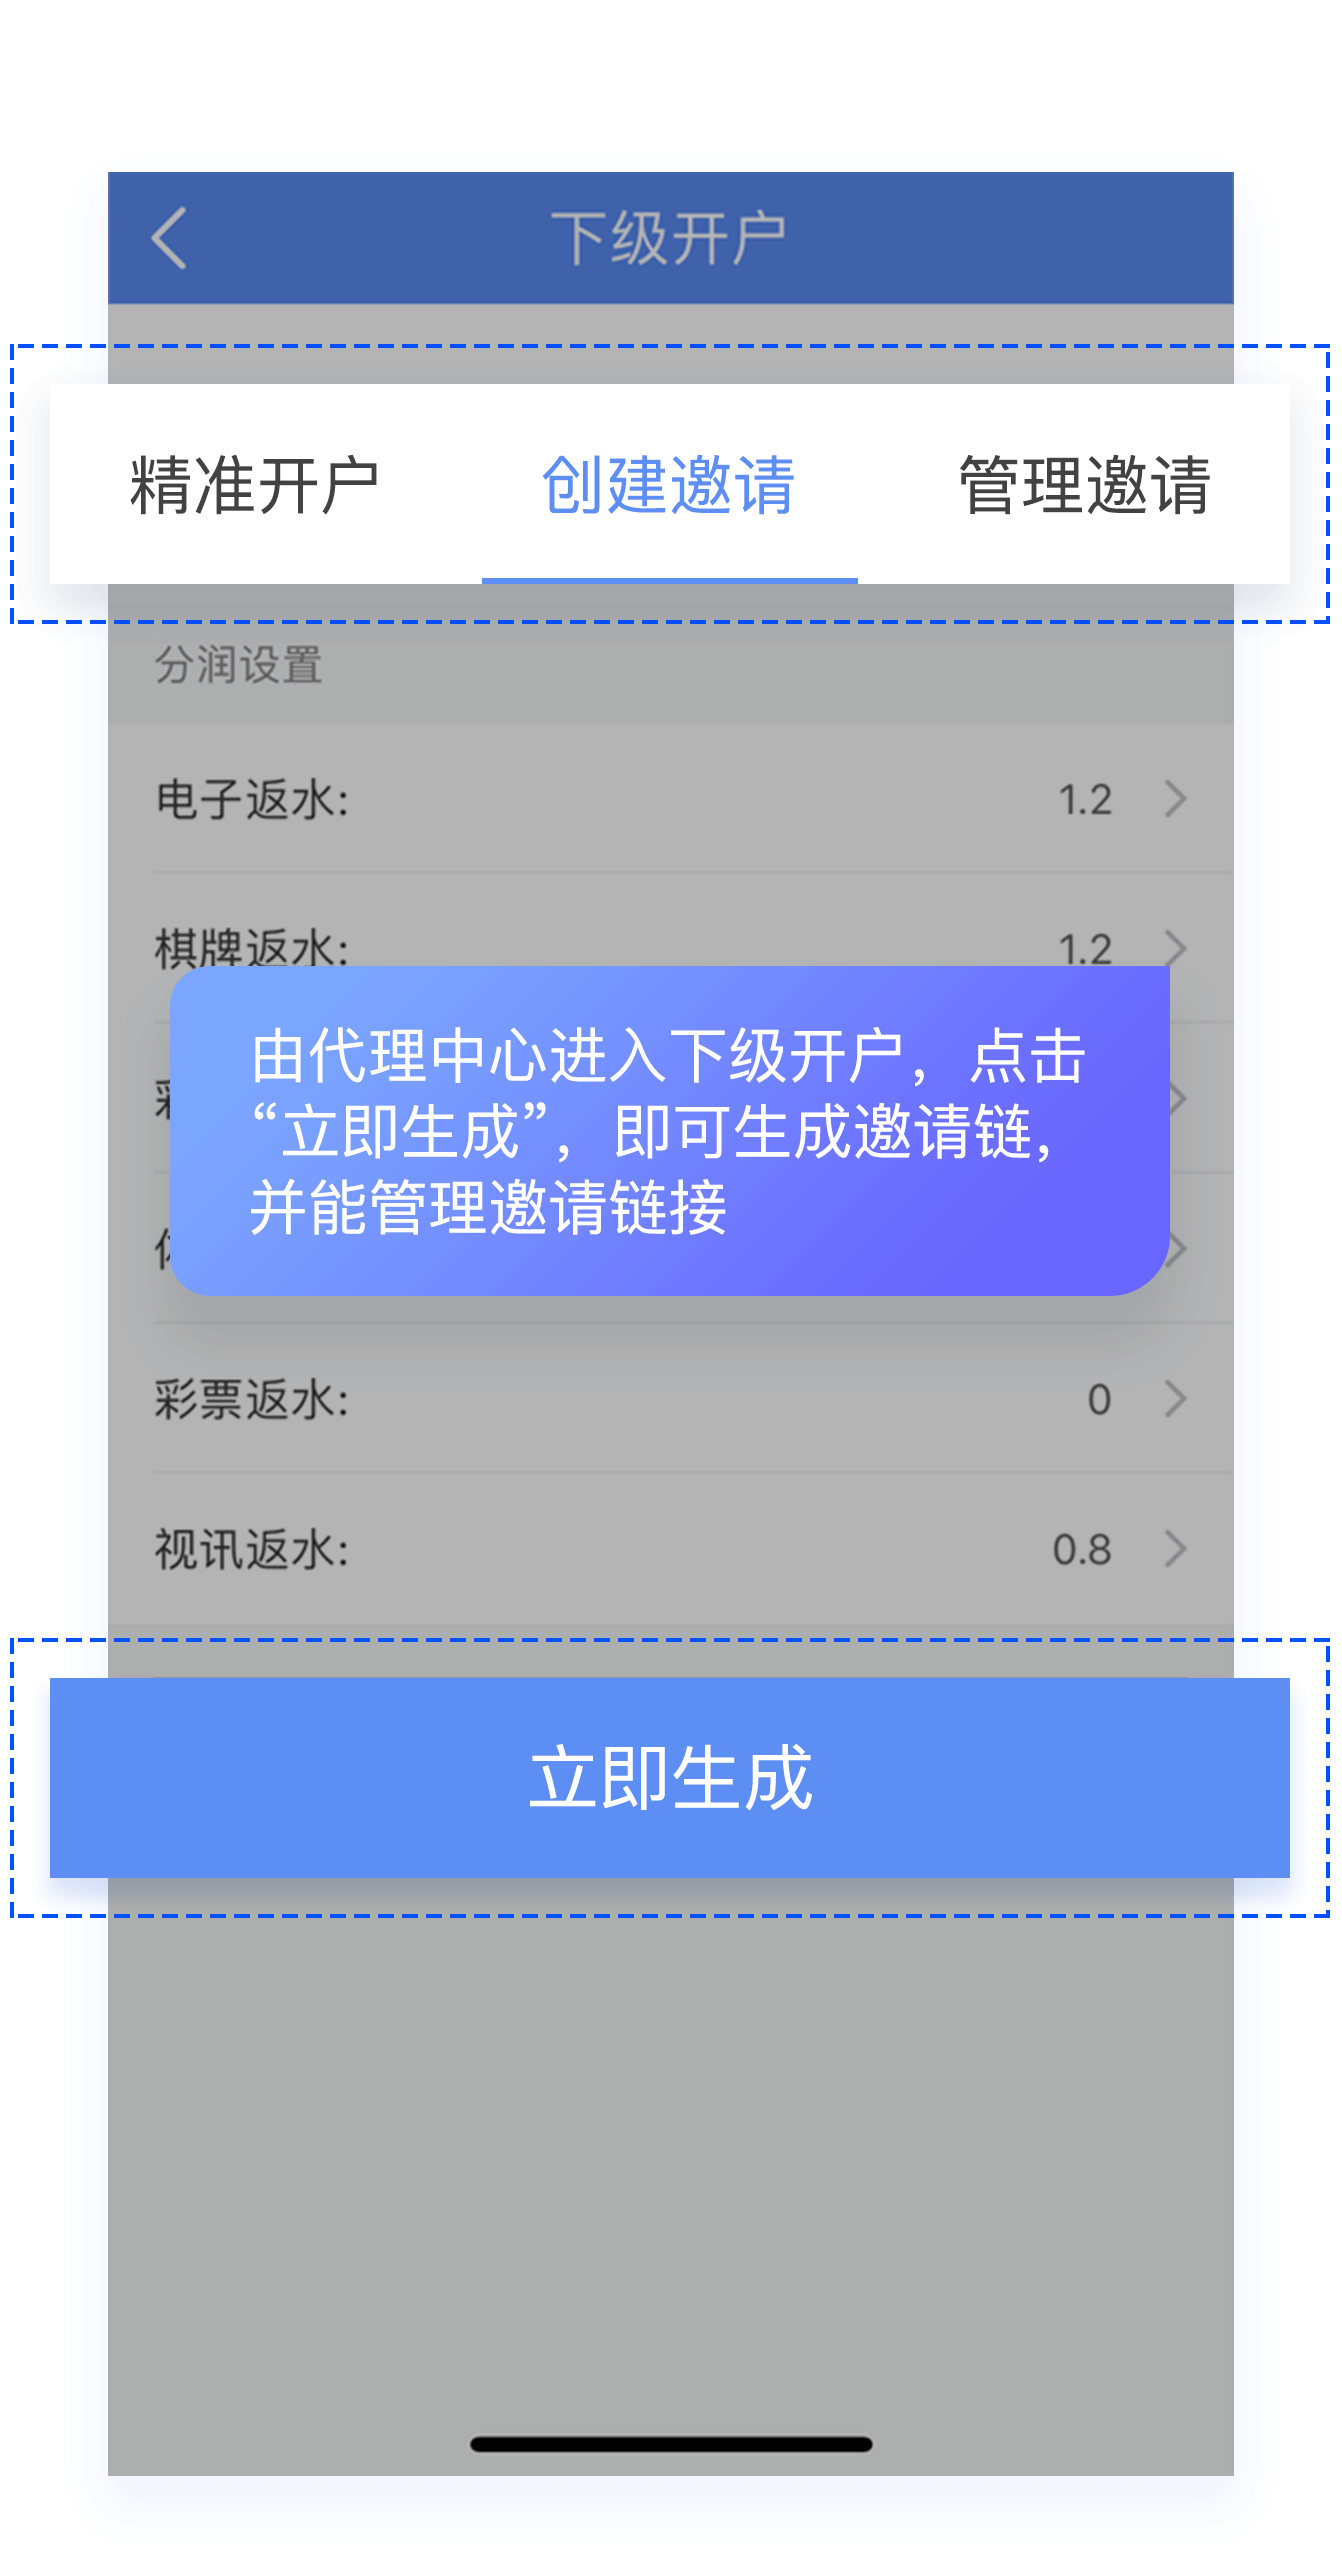 下级开户
精准开户 创建邀请 管理邀请
分润设置
电子返水: 1.2
棋牌返水: 1.2
由代理中心进入下级开户，点击
“立即生成”，即可生成邀请链，
并能管理邀请链接
彩票返水: 0
视讯返水: 0.8
立即生成